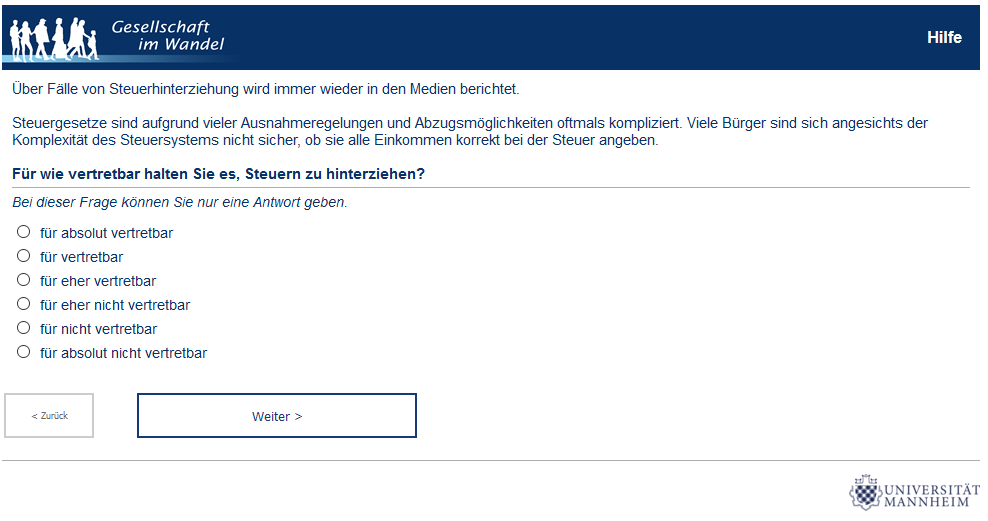 Gesellschaft
im Wandel
Hilfe
Über Fälle von Steuerhinterziehung wird immer wieder in den Medien berichtet.
Steuergesetze sind aufgrund vieler Ausnahmeregelungen und Abzugsmöglichkeiten oftmals kompliziert. Viele Bürger sind sich angesichts der
Komplexität des Steuersystems nicht sicher, ob sie alle Einkommen korrekt bei der Steuer angeben.
Für wie vertretbar halten Sie es, Steuern zu hinterziehen?
Bei dieser Frage können Sie nur eine Antwort geben.
für absolut vertretbar
für vertretbar
für eher vertretbar
für eher nicht vertretbar
für nicht vertretbar
für absolut nicht vertretbar
< Zurück
Weiter >
UNIVERSITÄT
MANNHEIM